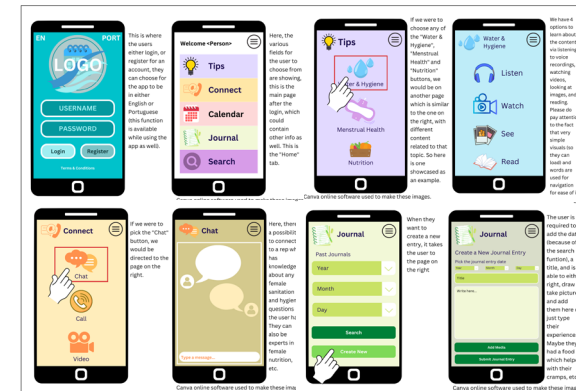 EN PORT
LOGO
USERNAME
PASSWORD
Login Register
Terms & Conditions
This is where
the users
either login, or
register for an
account, they
can choose for
the app to be
in either
English or
Portuguese
(this function
is available
while using the
app as well).
Welcome <Person>
Tips
Connect
Calendar
Journal
Search
Here, the
various
fields for
the user to
choose from
are showing,
this is the
main page
after the
login, which
could
contain
other info as
well. This is
the "Home"
tab.
Canva online software used to make these images
Tips
er & Hygiene
Menstrual Health
Nutrition
If we were to
choose any of
the "Water &
Hygiene",
"Menstrual
Health" and
"Nutrition"
buttons, we
would be on
another page
which is similar
to the one on
the right, with
different
content
related to that
topic. So here
is one
showcased as
an example.
Canva online software used to make these images.
Water &
Hygiene
Listen
Watch
See
Read
We have 4
options to
learn about
the content
via listening
to voice
recordings,
watching
videos,
looking at
images, and
reading.
Please do
pay attention
to the fact
that very
simple
visuals (so
they can
load) and
words are
used for
navigation
for ease of
Connect
Chat
Call
Video
If we were to
pick the "Chat"
button, we
would be
directed to the
page on the
right.
Chat
Type a message...
Here, then
a possibilit
to connect
to a rep wh
has
knowledge
about any
female
sanitation
and hygien
questions
the user ha
They can
also be
experts in
female
nutrition,
etc.
Canva online software used to make these ima
Journal
Past Journals
Year
Month
Day
Search
Create New
When they
want to
create a new
entry, it takes
the user to
the page on
the right
Journal
Create a New Journal Entry
Pick the journal entry date
Title
Write here...
Add Media
Submit Journal Entry
The user is
required to
add the dat
(because of
the search
funtion), a
title, and is
able to eith
right, draw
take picture
and add
them here o
just type
their
experience
Maybe they
had a food
which help
with their
cramps, etc
Canva online software used to make these imag